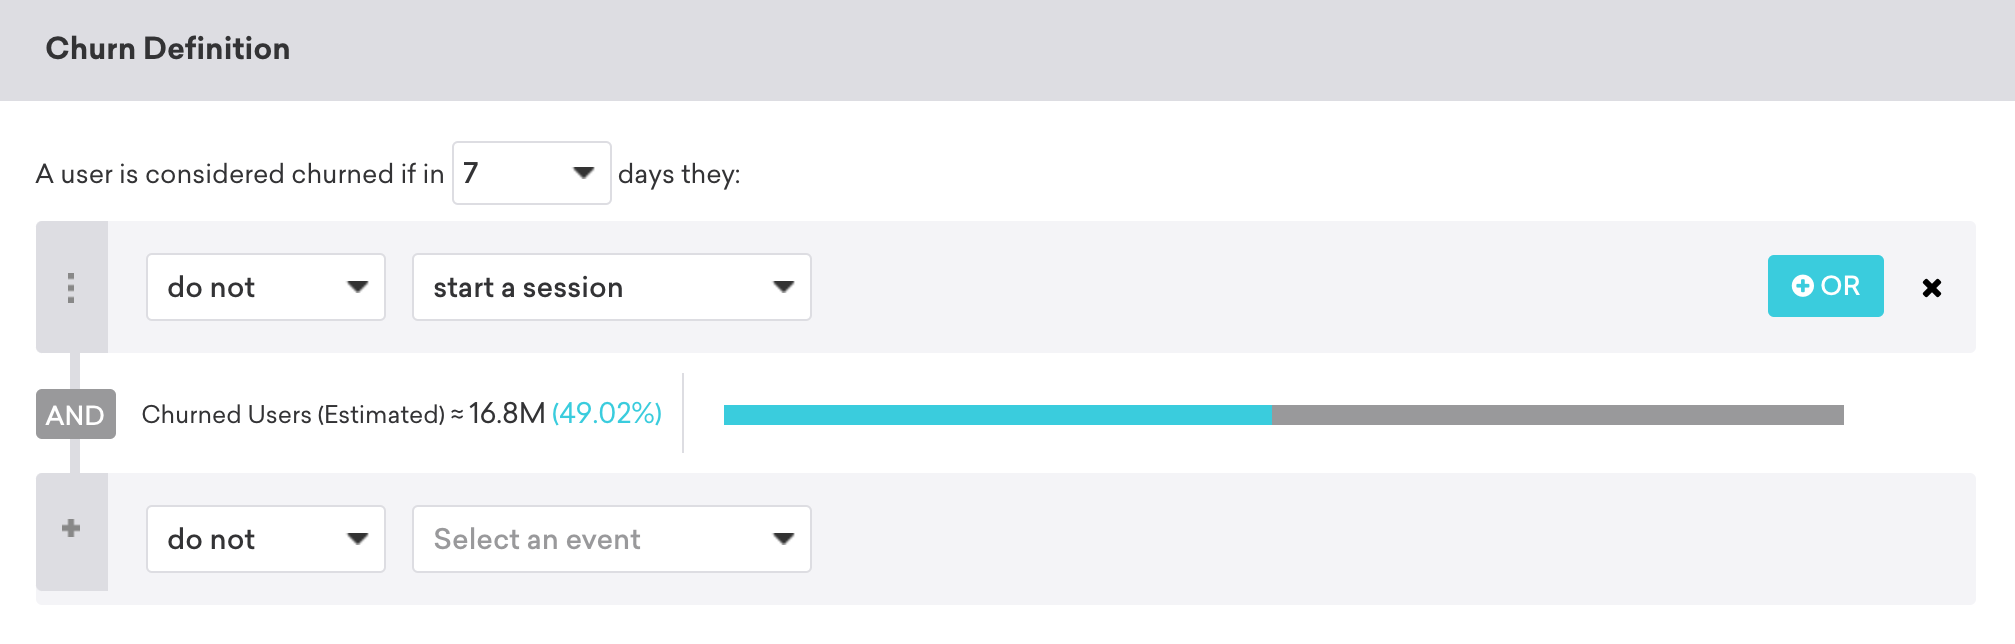 Churn Definition
A user is considered churned if in 7 days they:
do not start a session OR
AND Churned Users (Estimated) ≈ 16.8M (49.02%)
do not Select an event